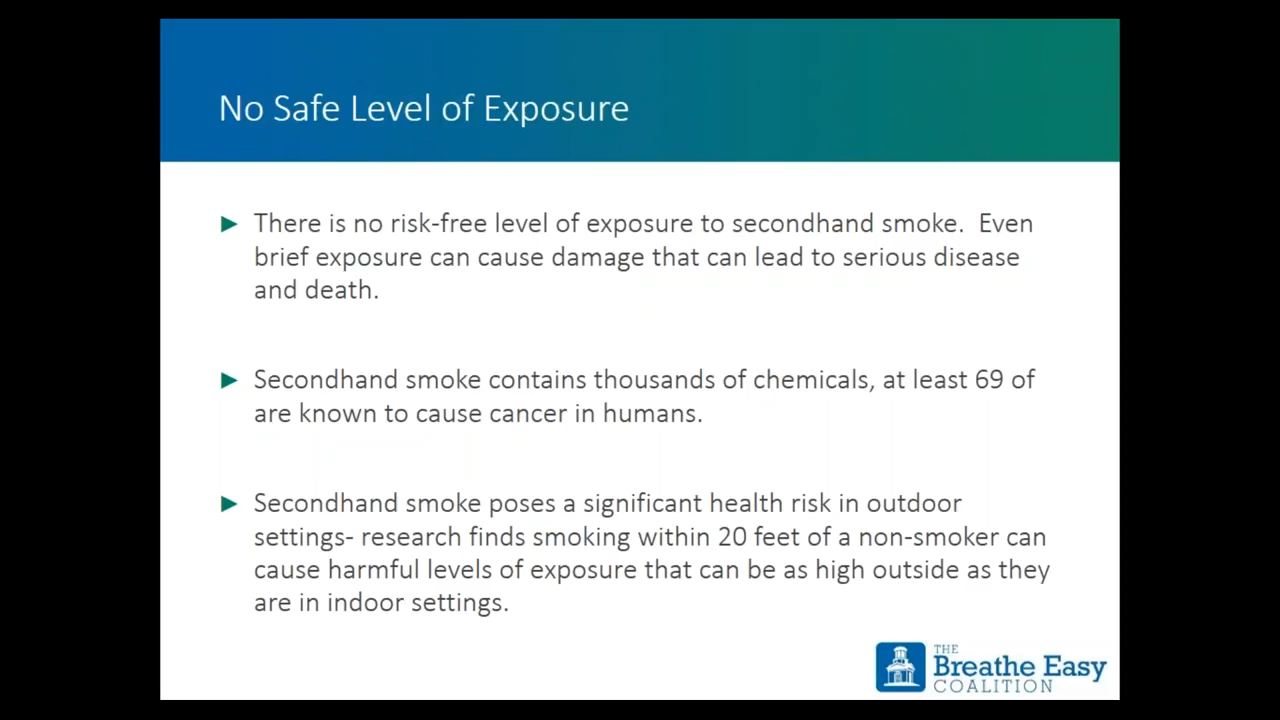 No Safe Level of Exposure
There is no risk-free level of exposure to secondhand smoke.  Even
brief exposure can cause damage that can lead to serious disease
and death.
Secondhand smoke contains thousands of chemicals, at least 69 of
are known to cause cancer in humans.
Secondhand smoke poses a significant health risk in outdoor
settings- research finds smoking within 20 feet of a non-smoker can
cause harmful levels of exposure that can be as high outside as they
are in indoor settings.
THE
Breathe Easy
COALITION